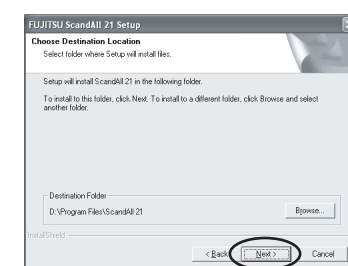 FUJITSU ScandAll 21 Setup
Choose Destination Location
Select folder where Setup will install files.
Setup will install ScandAll 21 in the following folder.
To install to this folder, click Next. To install to a different folder, click Browse and select
another folder.
Destination Folder
D:\Program Files\ScandAll 21
Browse...
InstallShield
< Back
Next >
Cancel